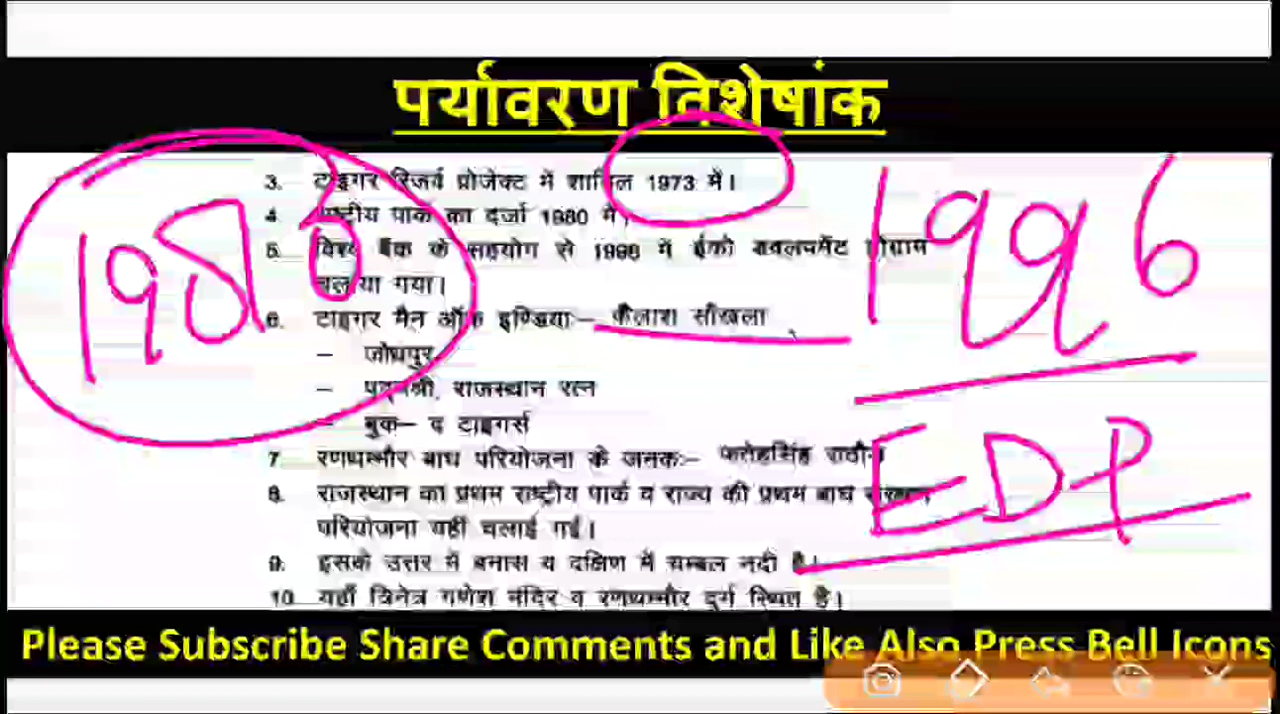 पर्यावरण विशेषांक
3. टाइगर रिजर्व प्रोजेक्ट में शामिल 1973 में।
4. राष्ट्रीय पार्क का दर्जा 1980 में।
5. विश्व बैंक के सहयोग से 1996 में ईको डवलपमेंट प्रोग्राम
चलाया गया।
6. टाइगर मैन ऑफ इण्डिया:– कैलाश सांखला
– जोधपुर
– पद्मश्री, राजस्थान रत्न
– बुक– द टाइगर्स
7. रणथम्भौर बाघ परियोजना के जनक:– फतेहसिंह राठौड़
8. राजस्थान का प्रथम राष्ट्रीय पार्क व राज्य की प्रथम बाघ संरक्षण
परियोजना यहीं चलाई गई।
9. इसके उत्तर में बनास व दक्षिण में चम्बल नदी है।
10. यहाँ त्रिनेत्र गणेश मंदिर व रणथम्भौर दुर्ग स्थित है।
1996
EDP
Please Subscribe Share Comments and Like Also Press Bell Icons